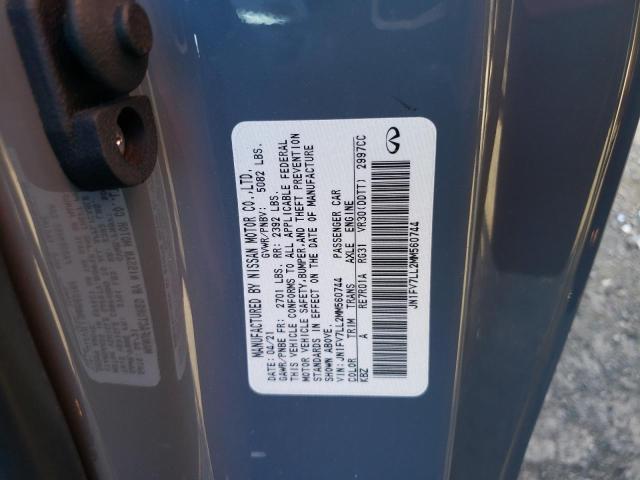 MANUFACTURED BY NISSAN MOTOR CO.,LTD.
DATE: 04/21 GVWR/PNBV: 5082 LBS.
GAWR/PNBE FR: 2701 LBS. RR: 2392 LBS.
THIS VEHICLE CONFORMS TO ALL APPLICABLE FEDERAL
MOTOR VEHICLE SAFETY,BUMPER,AND THEFT PREVENTION
STANDARDS IN EFFECT ON THE DATE OF MANUFACTURE
SHOWN ABOVE.
VIN:JN1FV7LL2MM560744 PASSENGER CAR
COLOR TRIM TRANS AXLE ENGINE
KBZ A RE7R01A RG3T VR30(DDTT) 2997CC
JN1FV7LL2MM560744